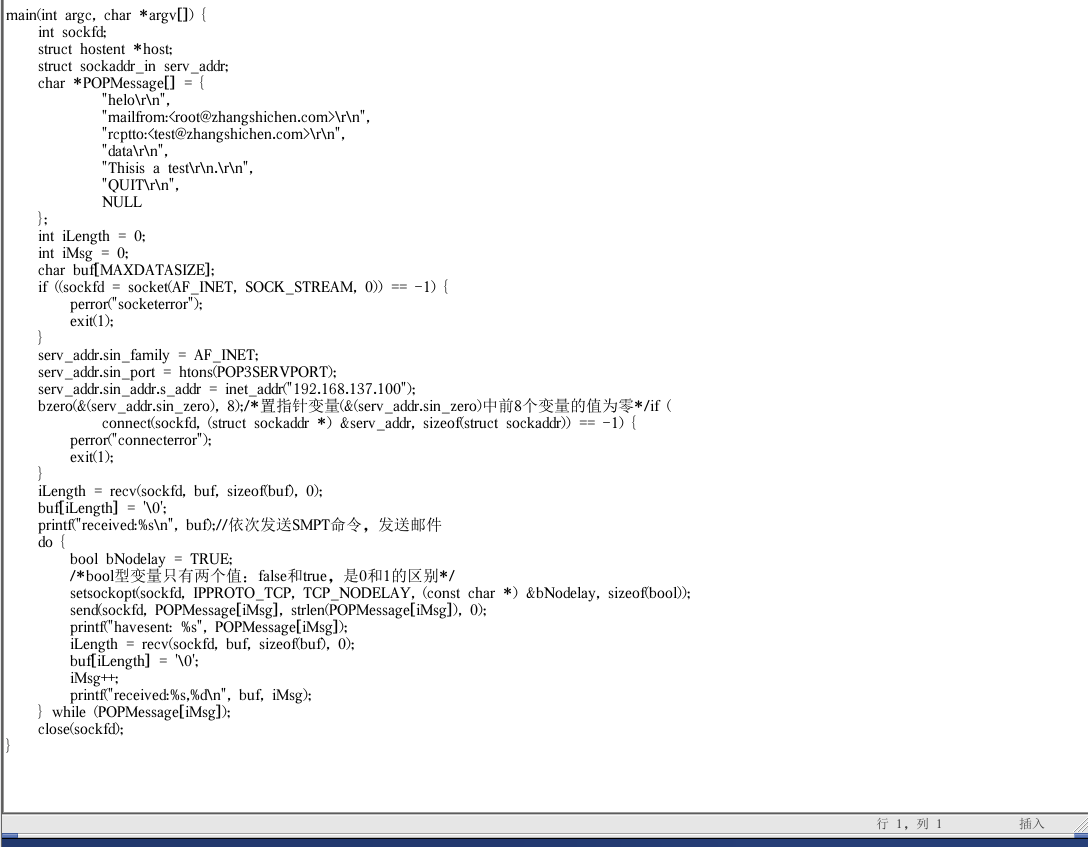 main(int argc, char *argv[]) {
int sockfd;
struct hostent *host;
struct sockaddr_in serv_addr;
char *POPMessage[] = {
"helo\r\n",
"mailfrom:<root@zhangshichen.com>\r\n",
"rcptto:<test@zhangshichen.com>\r\n",
"data\r\n",
"Thisis a test\r\n.\r\n",
"QUIT\r\n",
NULL
};
int iLength = 0;
int iMsg = 0;
char buf[MAXDATASIZE];
if ((sockfd = socket(AF_INET, SOCK_STREAM, 0)) == -1) {
perror("socketerror");
exit(1);
}
serv_addr.sin_family = AF_INET;
serv_addr.sin_port = htons(POP3SERVPORT);
serv_addr.sin_addr.s_addr = inet_addr("192.168.137.100");
bzero(&(serv_addr.sin_zero), 8);/*置指针变量(&(serv_addr.sin_zero)中前8个变量的值为零*/if (
connect(sockfd, (struct sockaddr *) &serv_addr, sizeof(struct sockaddr)) == -1) {
perror("connecterror");
exit(1);
}
iLength = recv(sockfd, buf, sizeof(buf), 0);
buf[iLength] = '\0';
printf("received:%s\n", buf);//依次发送SMPT命令，发送邮件
do {
bool bNodelay = TRUE;
/*bool型变量只有两个值：false和true，是0和1的区别*/
setsockopt(sockfd, IPPROTO_TCP, TCP_NODELAY, (const char *) &bNodelay, sizeof(bool));
send(sockfd, POPMessage[iMsg], strlen(POPMessage[iMsg]), 0);
printf("havesent: %s", POPMessage[iMsg]);
iLength = recv(sockfd, buf, sizeof(buf), 0);
buf[iLength] = '\0';
iMsg++;
printf("received:%s,%d\n", buf, iMsg);
} while (POPMessage[iMsg]);
close(sockfd);
}
行 1，列 1 插入